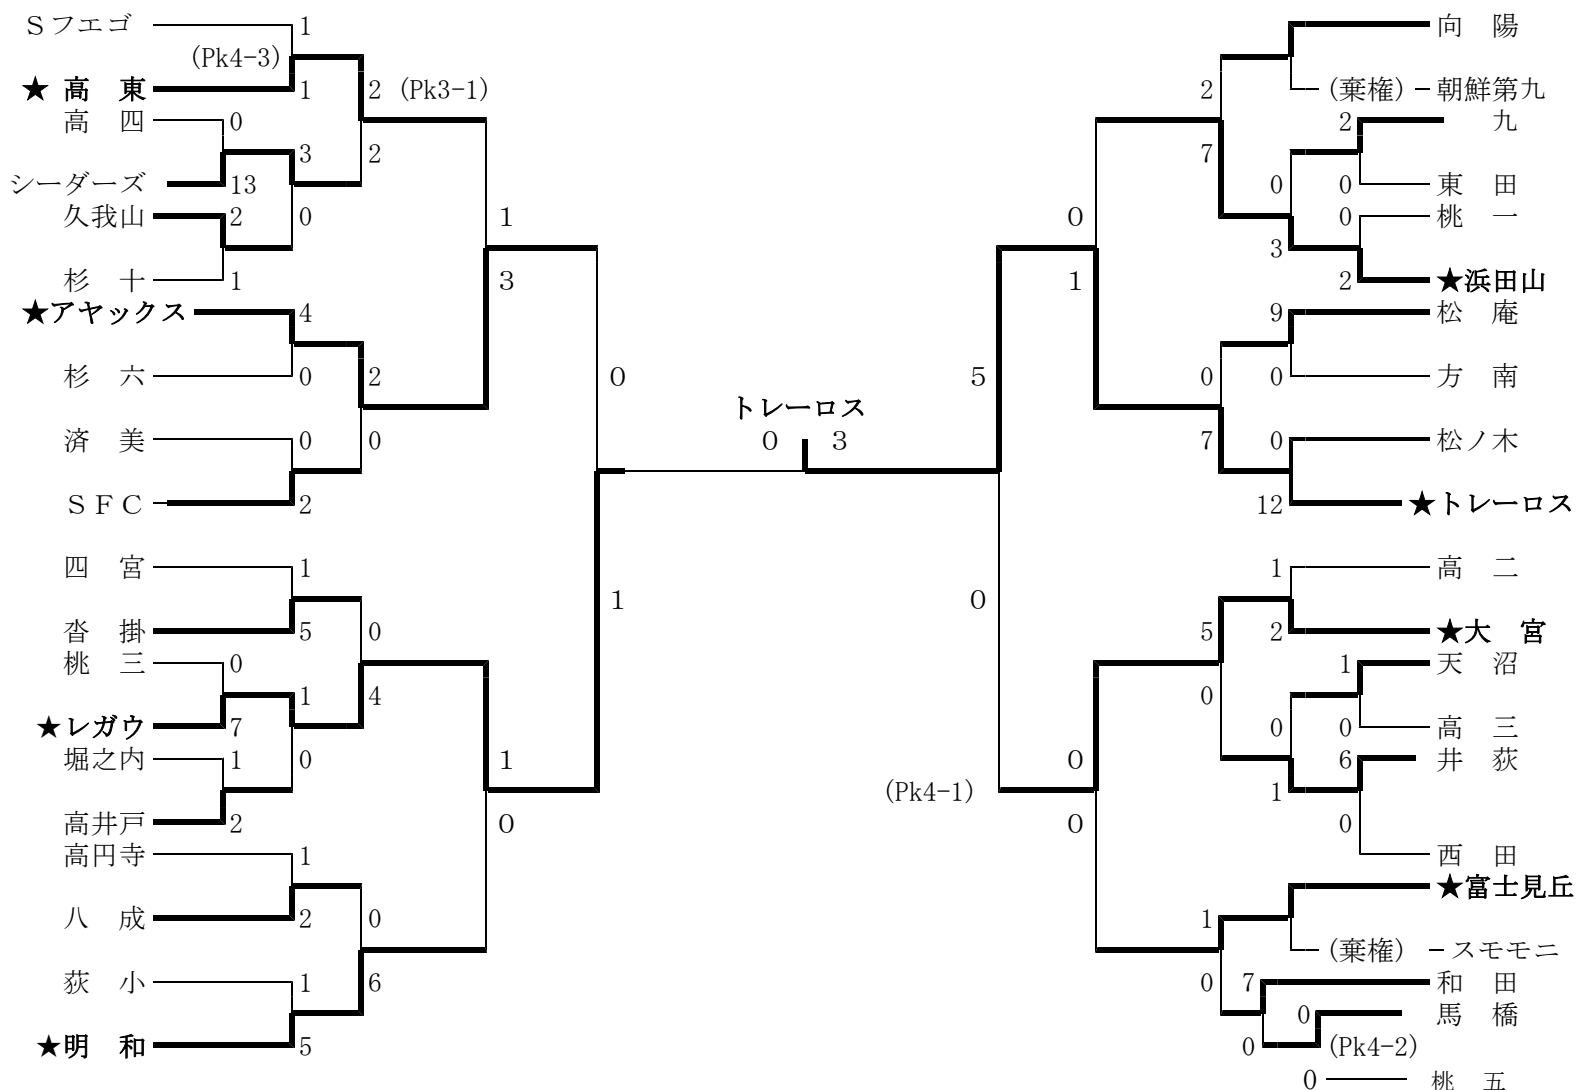 Ｓフエゴ
1
(Pk4-3)
★ 高　東
1
2
(Pk3-1)
高　四
0
3
2
シーダーズ
13
久我山
2
0
1
杉　十
1
3
★アヤックス
4
杉　六
0
2
0
済　美
0
0
ＳＦＣ
2
四　宮
1
1
沓　掛
5
0
桃　三
0
1
4
★レガウ
7
堀之内
1
0
1
高井戸
2
0
高円寺
1
八　成
2
0
荻　小
1
6
★明　和
5
トレーロス
0
3
向　陽
2
(棄権)
朝鮮第九
2
九
7
0
0
東　田
0
0
桃　一
3
1
2
★浜田山
9
松　庵
5
0
0
方　南
7
0
松ノ木
12
★トレーロス
1
高　二
0
5
2
★大　宮
1
天　沼
0
0
0
高　三
0
6
井　荻
(Pk4-1)
1
0
0
西　田
★富士見丘
1
(棄権)
スモモニ
0
7
和　田
0
馬　橋
0
(Pk4-2)
0
桃　五